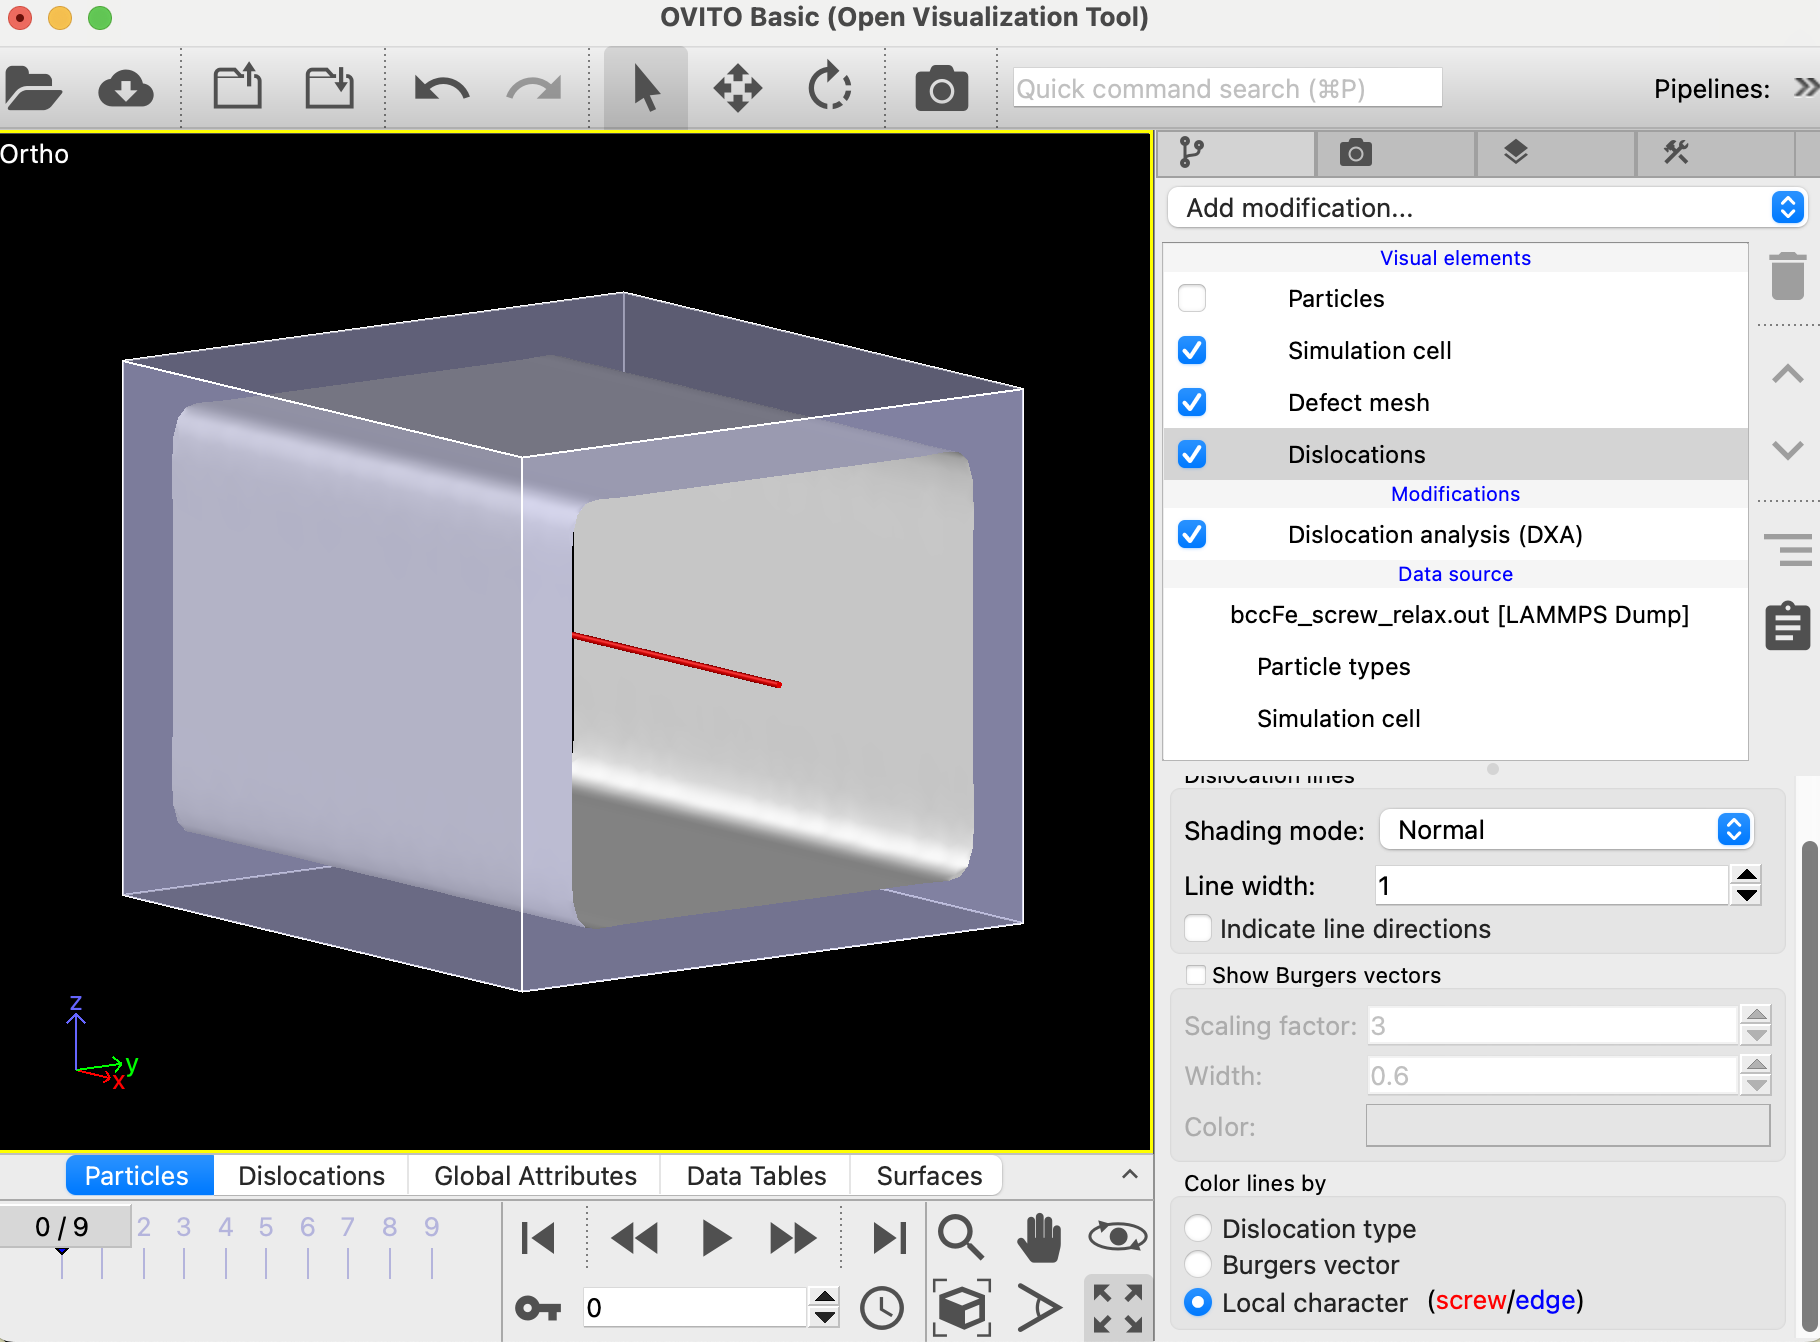 OVITO Basic (Open Visualization Tool)
Quick command search (⌘P)
Pipelines:
Ortho
z
y
x
Add modification...
Visual elements
Particles
Simulation cell
Defect mesh
Dislocations
Modifications
Dislocation analysis (DXA)
Data source
bccFe_screw_relax.out [LAMMPS Dump]
Particle types
Simulation cell
Dislocation lines
Shading mode: Normal
Line width: 1
Indicate line directions
Show Burgers vectors
Scaling factor: 3
Width: 0.6
Color:
Color lines by
Dislocation type
Burgers vector
Local character (screw/edge)
Particles Dislocations Global Attributes Data Tables Surfaces
0 / 9 2 3 4 5 6 7 8 9
0